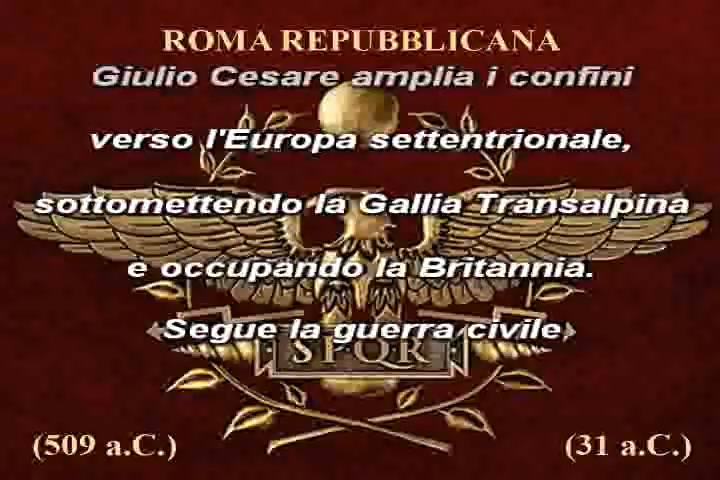 ROMA REPUBBLICANA
Giulio Cesare amplia i confini
verso l'Europa settentrionale,
sottomettendo la Gallia Transalpina
e occupando la Britannia.
Segue la guerra civile,
SPQR
(509 a.C.)
(31 a.C.)